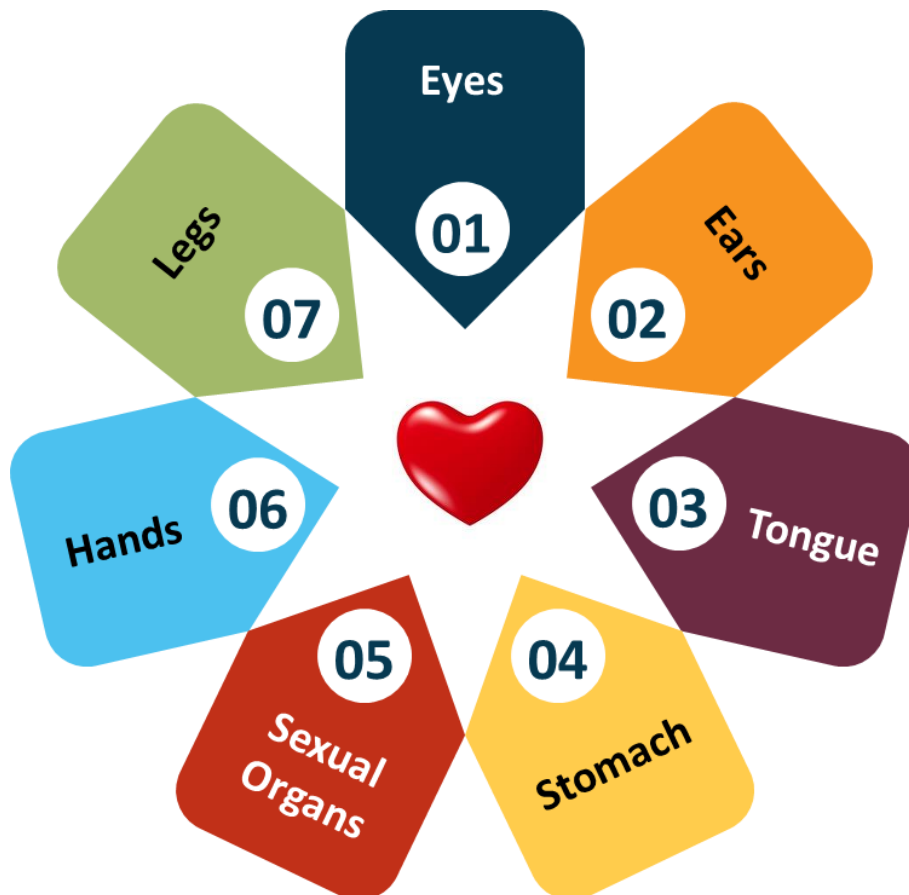 Eyes
01
Ears
02
Tongue
03
Stomach
04
Sexual
Organs
05
Hands
06
Legs
07